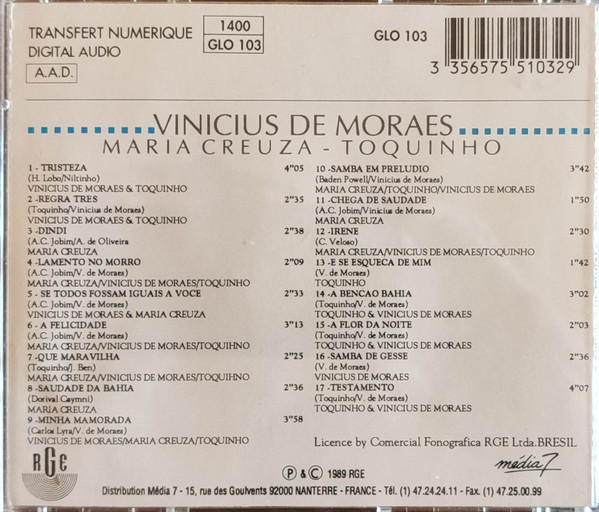 TRANSFERT NUMERIQUE
DIGITAL AUDIO
A.A.D.
1400
GLO 103
GLO 103
3 356575 510329
VINICIUS DE MORAES
MARIA CREUZA - TOQUINHO
1 - TRISTEZA 4"05
(H. Lobo/Niltinho)
VINICIUS DE MORAES & TOQUINHO
2 - REGRA TRES 2"35
(Toquinho/Vinicius de Moraes)
VINICIUS DE MORAES & TOQUINHO
3 - DINDI 2"38
(A.C. Jobim/A. de Oliveira
MARIA CREUZA
4 - LAMENTO NO MORRO 2"09
(A.C. Jobim/V. de Moraes)
MARIA CREUZA/VINICIUS DE MORAES/TOQUINHO
5 - SE TODOS FOSSAM IGUAIS A VOCE 2"33
(A.C. Jobim/V. de Moraes)
VINICIUS DE MORAES & MARIA CREUZA
6 - A FELICIDADE 3"13
(A.C. Jobim/V. de Moraes)
MARIA CREUZA/VINICIUS DE MORAES/TOQUIHNO
7 - QUE MARAVILHA 2"25
(Toquinho/J. Ben)
MARIA CREUZA/VINICIUS DE MORAES/TOQUINHO
8 - SAUDADE DA BAHIA 2"36
(Dorival Caymni)
MARIA CREUZA
9 - MINHA MAMORADA 3"58
(Carlos Lyra/V. de Moraes)
VINICIUS DE MORAES/MARIA CREUZA/TOQUINHO
10 - SAMBA EM PRELUDIO 3"42
(Baden Powell/Vinicius de Moraes)
MARIA CREUZA/TOQUINHO/VINICIUS DE MORAES
11 - CHEGA DE SAUDADE 1"50
(A.C. Jobim/Vinicius de Moraes)
MARIA CREUZA
12 - IRENE 2"30
(C. Veloso)
MARIA CREUZA/VINICIUS DE MORAES/TOQUINHO
13 - E SE ESQUECA DE MIM 1"42
(V. de Moraes)
TOQUINHO
14 - A BENCAO BAHIA 3"02
(Toquinho/V. de Moraes)
TOQUINHO & VINICIUS DE MORAES
15 - A FLOR DA NOITE 2"03
(Toquinho/V. de Moraes)
TOQUINHO & VINICIUS DE MORAES
16 - SAMBA DE GESSE 2"36
(V. de Moraes)
VINICIUS DE MORAES
17 - TESTAMENTO 4"07
(Toquinho/V. de Moraes)
TOQUINHO & VINICIUS DE MORAES
Licence by Comercial Fonografica RGE Ltda. BRESIL
RGE
média 7
Ⓟ & © 1989 RGE
Distribution Média 7 - 15, rue des Goulvents 92000 NANTERRE - FRANCE - Tél. (1) 47.24.24.11 - Fax (1) 47.25.00.99